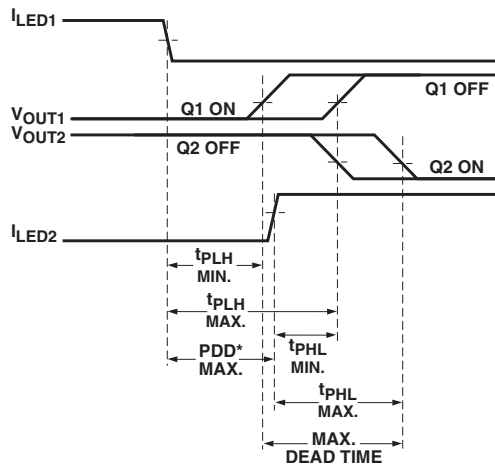 ILED1
Q1 ON
Q1 OFF
VOUT1
VOUT2
Q2 OFF
Q2 ON
ILED2
tPLH
MIN.
tPLH
MAX.
tPHL
MIN.
PDD*
MAX.
tPHL
MAX.
MAX.
DEAD TIME